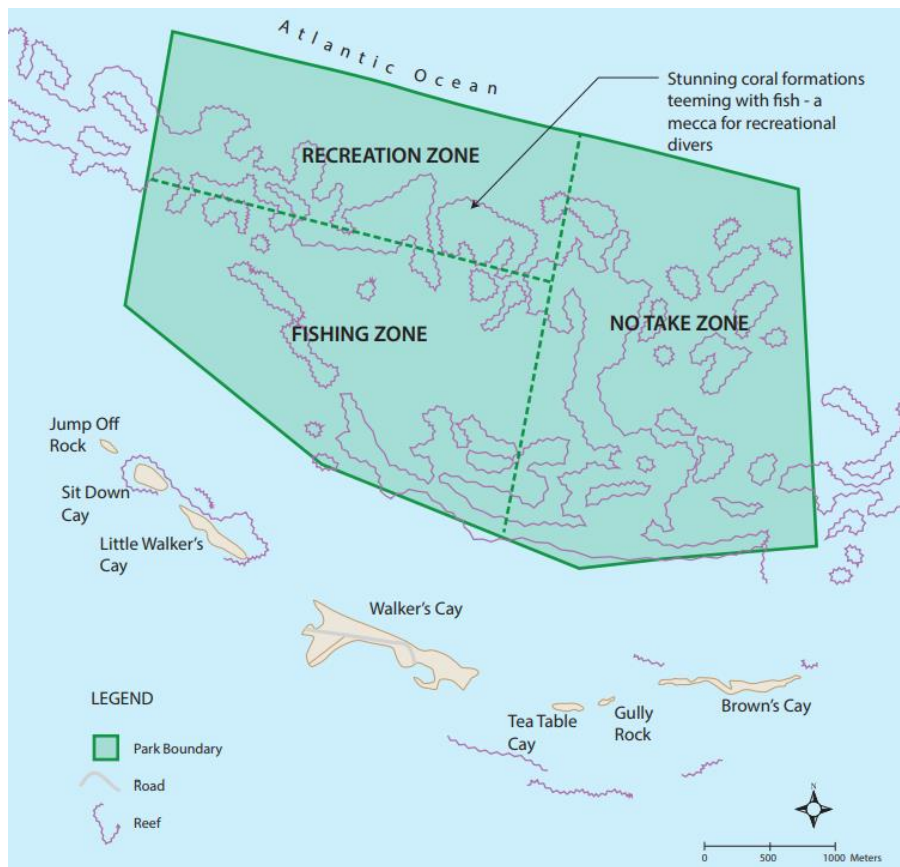 Atlantic Ocean
Stunning coral formations
teeming with fish - a
mecca for recreational
divers
RECREATION ZONE
FISHING ZONE
NO TAKE ZONE
Jump Off
Rock
Sit Down
Cay
Little Walker's
Cay
Walker's Cay
Tea Table
Cay
Gully
Rock
Brown's Cay
LEGEND
Park Boundary
Road
Reef
N
0 500 1000 Meters